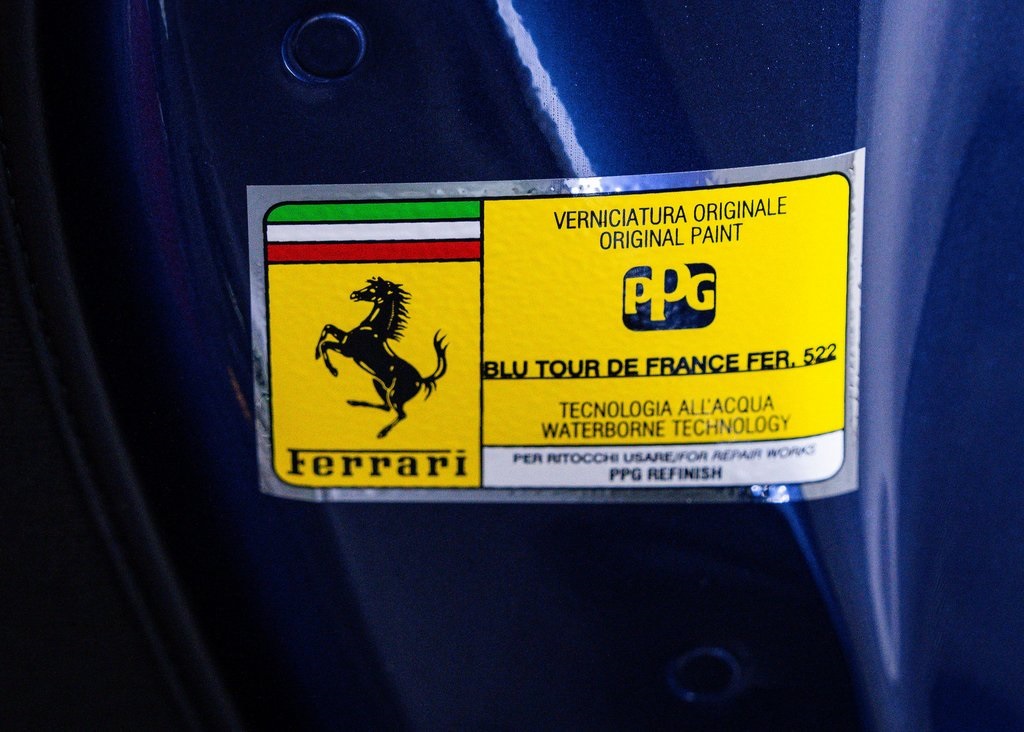 VERNICIATURA ORIGINALE
ORIGINAL PAINT
PPG
BLU TOUR DE FRANCE FER. 522
TECNOLOGIA ALL'ACQUA
WATERBORNE TECHNOLOGY
Ferrari
PER RITOCCHI USARE/FOR REPAIR WORKS
PPG REFINISH